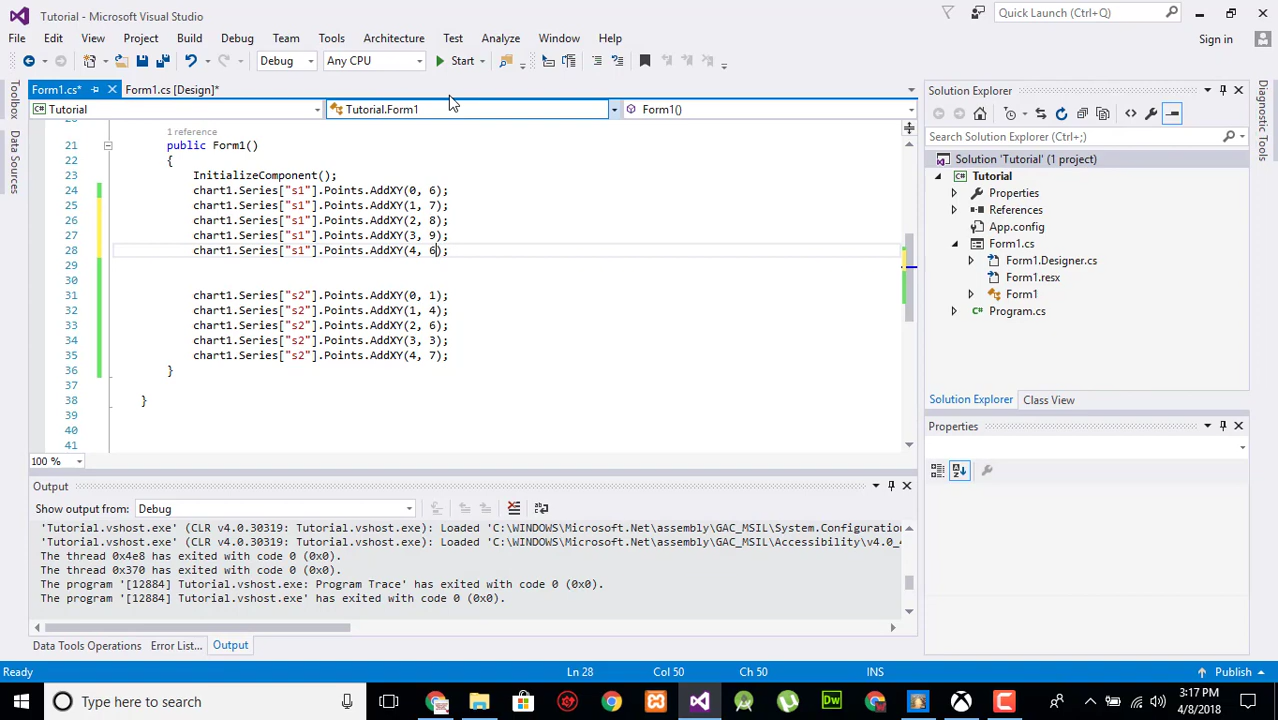 Tutorial - Microsoft Visual Studio
Quick Launch (Ctrl+Q)
File Edit View Project Build Debug Team Tools Architecture Test Analyze Window Help
Sign in
Debug Any CPU Start
Toolbox
Data Sources
Form1.cs* Form1.cs [Design]*
Tutorial Tutorial.Form1 Form1()
1 reference
21 public Form1()
22 {
23 InitializeComponent();
24 chart1.Series["s1"].Points.AddXY(0, 6);
25 chart1.Series["s1"].Points.AddXY(1, 7);
26 chart1.Series["s1"].Points.AddXY(2, 8);
27 chart1.Series["s1"].Points.AddXY(3, 9);
28 chart1.Series["s1"].Points.AddXY(4, 6);
29
30
31 chart1.Series["s2"].Points.AddXY(0, 1);
32 chart1.Series["s2"].Points.AddXY(1, 4);
33 chart1.Series["s2"].Points.AddXY(2, 6);
34 chart1.Series["s2"].Points.AddXY(3, 3);
35 chart1.Series["s2"].Points.AddXY(4, 7);
36 }
37
38 }
39
40
41
100 %
Solution Explorer
Search Solution Explorer (Ctrl+;)
Solution 'Tutorial' (1 project)
Tutorial
Properties
References
App.config
Form1.cs
Form1.Designer.cs
Form1.resx
Form1
Program.cs
Solution Explorer Class View
Properties
Diagnostic Tools
Output
Show output from: Debug
'Tutorial.vshost.exe' (CLR v4.0.30319: Tutorial.vshost.exe): Loaded 'C:\WINDOWS\Microsoft.Net\assembly\GAC_MSIL\System.Configuratio
'Tutorial.vshost.exe' (CLR v4.0.30319: Tutorial.vshost.exe): Loaded 'C:\WINDOWS\Microsoft.Net\assembly\GAC_MSIL\Accessibility\v4.0_4
The thread 0x4e8 has exited with code 0 (0x0).
The thread 0x370 has exited with code 0 (0x0).
The program '[12884] Tutorial.vshost.exe: Program Trace' has exited with code 0 (0x0).
The program '[12884] Tutorial.vshost.exe' has exited with code 0 (0x0).
Data Tools Operations Error List... Output
Ready Ln 28 Col 50 Ch 50 INS Publish
Type here to search
Dw
3:17 PM
4/8/2018